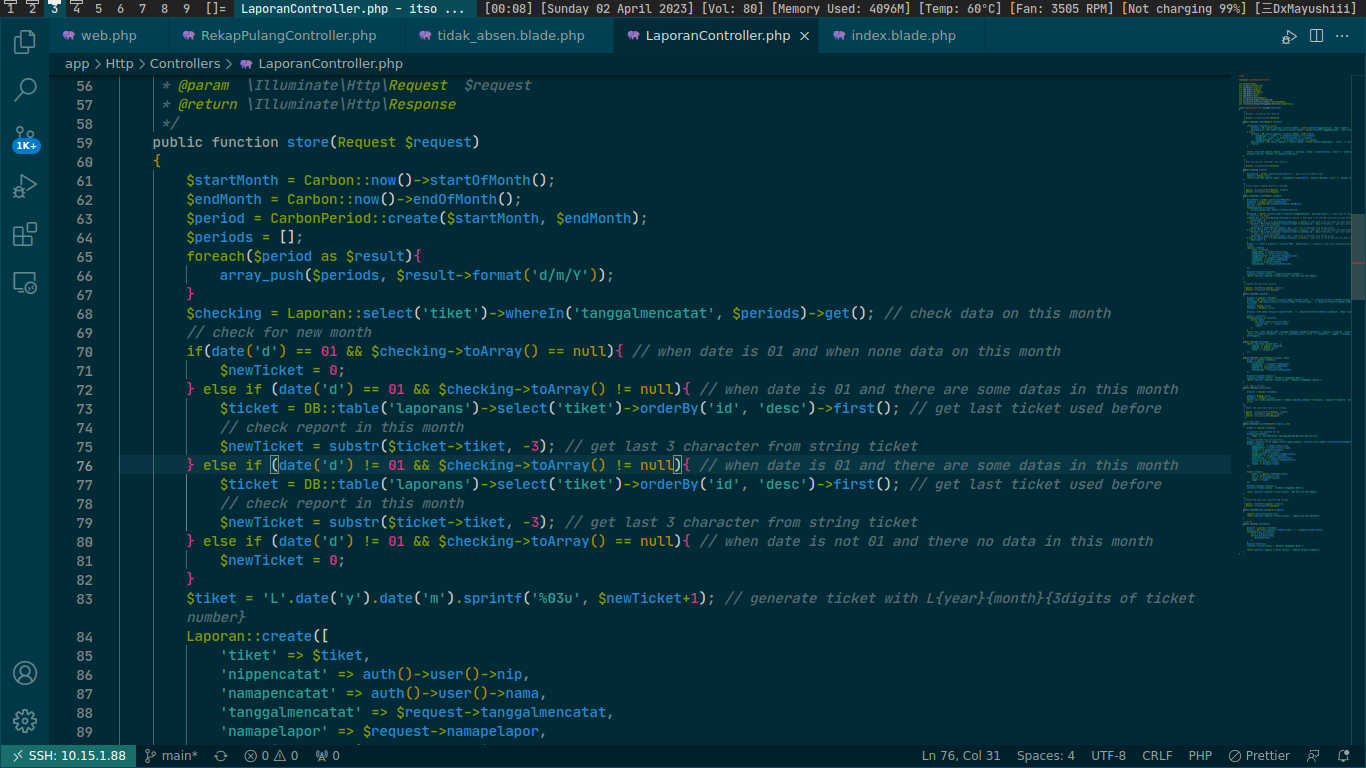 1 2 3 4 5 6 7 8 9 []= LaporanController.php - itso ... [00:08] [Sunday 02 April 2023] [Vol: 80] [Memory Used: 4096M] [Temp: 60°C] [Fan: 3505 RPM] [Not charging 99%] [三DxMayushiii]
web.php RekapPulangController.php tidak_absen.blade.php LaporanController.php index.blade.php
app > Http > Controllers > LaporanController.php
56 * @param \Illuminate\Http\Request $request
57 * @return \Illuminate\Http\Response
58 */
59 public function store(Request $request)
60 {
61 $startMonth = Carbon::now()->startOfMonth();
62 $endMonth = Carbon::now()->endOfMonth();
63 $period = CarbonPeriod::create($startMonth, $endMonth);
64 $periods = [];
65 foreach($period as $result){
66 array_push($periods, $result->format('d/m/Y'));
67 }
68 $checking = Laporan::select('tiket')->whereIn('tanggalmencatat', $periods)->get(); // check data on this month
69 // check for new month
70 if(date('d') == 01 && $checking->toArray() == null){ // when date is 01 and when none data on this month
71 $newTicket = 0;
72 } else if (date('d') == 01 && $checking->toArray() != null){ // when date is 01 and there are some datas in this month
73 $ticket = DB::table('laporans')->select('tiket')->orderBy('id', 'desc')->first(); // get last ticket used before
74 // check report in this month
75 $newTicket = substr($ticket->tiket, -3); // get last 3 character from string ticket
76 } else if (date('d') != 01 && $checking->toArray() != null){ // when date is 01 and there are some datas in this month
77 $ticket = DB::table('laporans')->select('tiket')->orderBy('id', 'desc')->first(); // get last ticket used before
78 // check report in this month
79 $newTicket = substr($ticket->tiket, -3); // get last 3 character from string ticket
80 } else if (date('d') != 01 && $checking->toArray() == null){ // when date is not 01 and there no data in this month
81 $newTicket = 0;
82 }
83 $tiket = 'L'.date('y').date('m').sprintf('%03u', $newTicket+1); // generate ticket with L{year}{month}{3digits of ticket
number}
84 Laporan::create([
85 'tiket' => $tiket,
86 'nippencatat' => auth()->user()->nip,
87 'namapencatat' => auth()->user()->nama,
88 'tanggalmencatat' => $request->tanggalmencatat,
89 'namapelapor' => $request->namapelapor,
1K+
SSH: 10.15.1.88 main* 0 0 0 Ln 76, Col 31 Spaces: 4 UTF-8 CRLF PHP Prettier